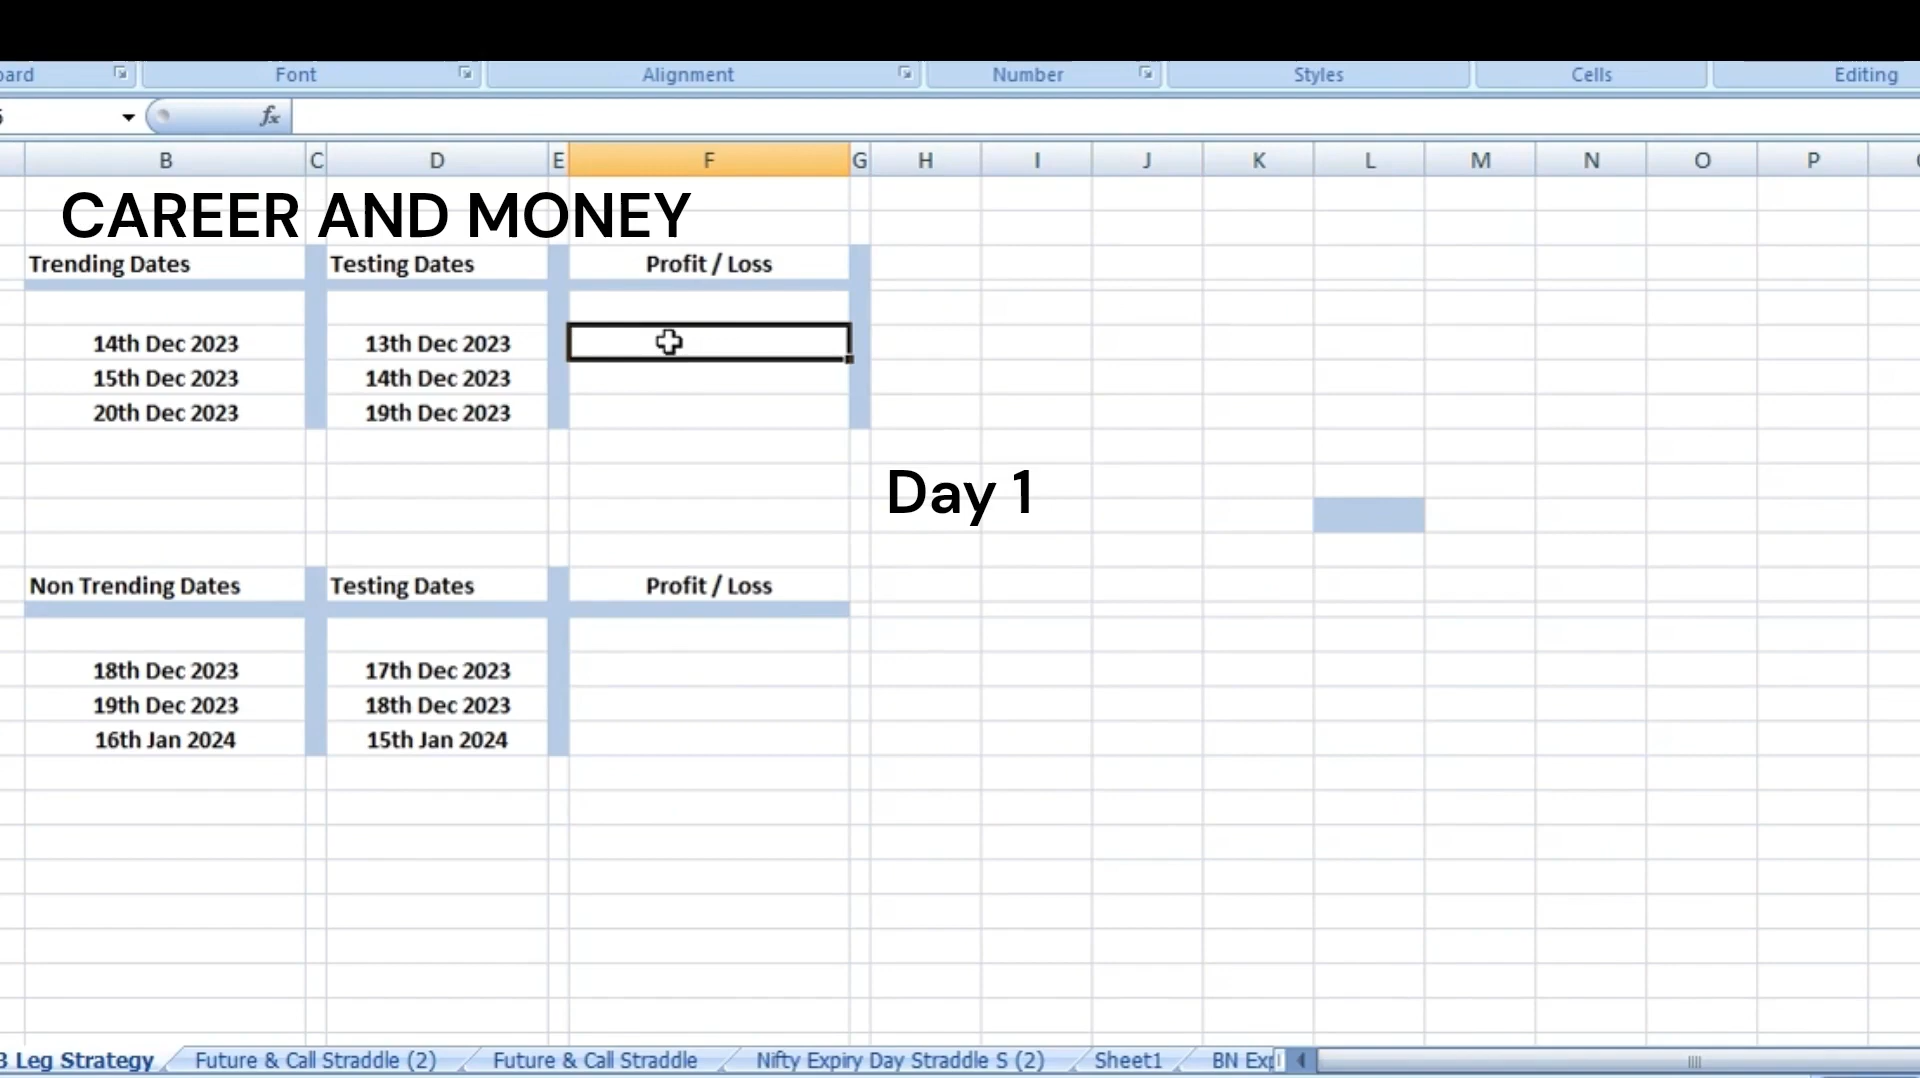 Font Alignment Number Styles Cells Editing
fx
B C D E F G H I J K L M N O P
CAREER AND MONEY
Trending Dates Testing Dates Profit / Loss
14th Dec 2023 13th Dec 2023
15th Dec 2023 14th Dec 2023
20th Dec 2023 19th Dec 2023
Day 1
Non Trending Dates Testing Dates Profit / Loss
18th Dec 2023 17th Dec 2023
19th Dec 2023 18th Dec 2023
16th Jan 2024 15th Jan 2024
3 Leg Strategy Future & Call Straddle (2) Future & Call Straddle Nifty Expiry Day Straddle S (2) Sheet1 BN Exp